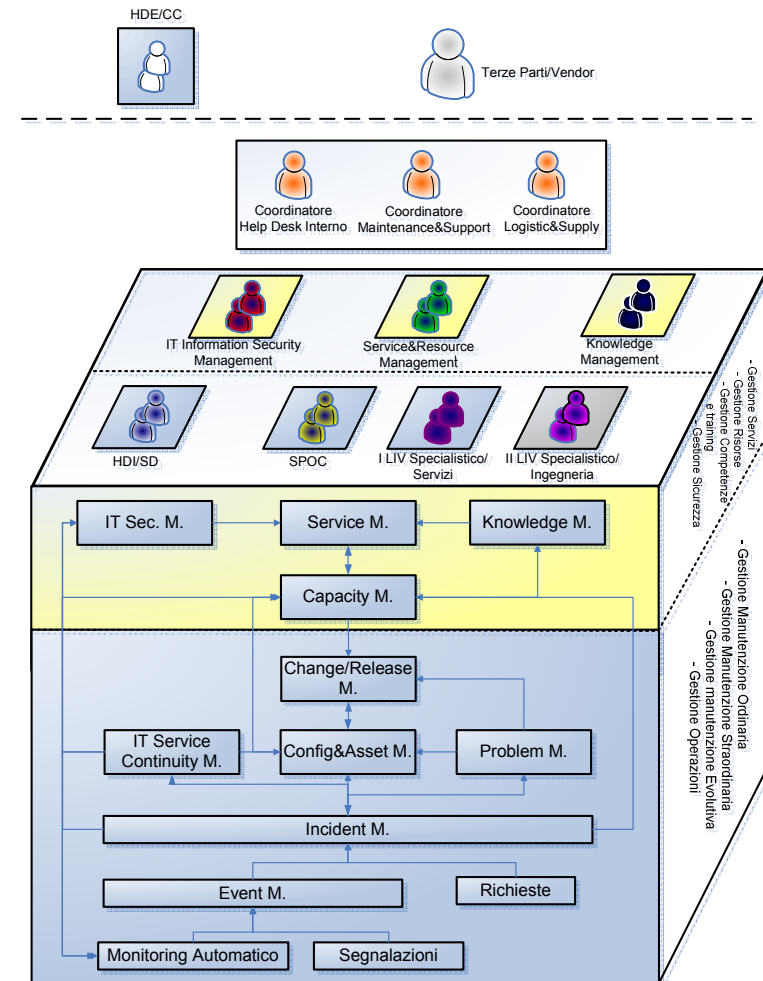 HDE/CC
Terze Parti/Vendor
Coordinatore
Help Desk Interno
Coordinatore
Maintenance&Support
Coordinatore
Logistic&Supply
IT Information Security
Management
Service&Resource
Management
Knowledge
Management
HDI/SD
SPOC
I LIV Specialistico/
Servizi
II LIV Specialistico/
Ingegneria
- Gestione Servizi
- Gestione Risorse
- Gestione Competenze
e training
- Gestione Sicurezza
IT Sec. M.
Service M.
Knowledge M.
Capacity M.
Change/Release
M.
IT Service
Continuity M.
Config&Asset M.
Problem M.
Incident M.
Event M.
Richieste
Monitoring Automatico
Segnalazioni
- Gestione Manutenzione Ordinaria
- Gestione Manutenzione Straordinaria
- Gestione manutenzione Evolutiva
- Gestione Operazioni